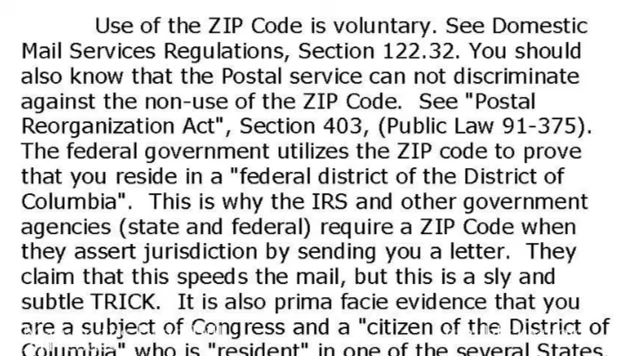 Use of the ZIP Code is voluntary. See Domestic
Mail Services Regulations, Section 122.32. You should
also know that the Postal service can not discriminate
against the non-use of the ZIP Code. See "Postal
Reorganization Act", Section 403, (Public Law 91-375).
The federal government utilizes the ZIP code to prove
that you reside in a "federal district of the District of
Columbia". This is why the IRS and other government
agencies (state and federal) require a ZIP Code when
they assert jurisdiction by sending you a letter. They
claim that this speeds the mail, but this is a sly and
subtle TRICK. It is also prima facie evidence that you
are a subject of Congress and a "citizen of the District of
Columbia" who is "resident" in one of the several States.